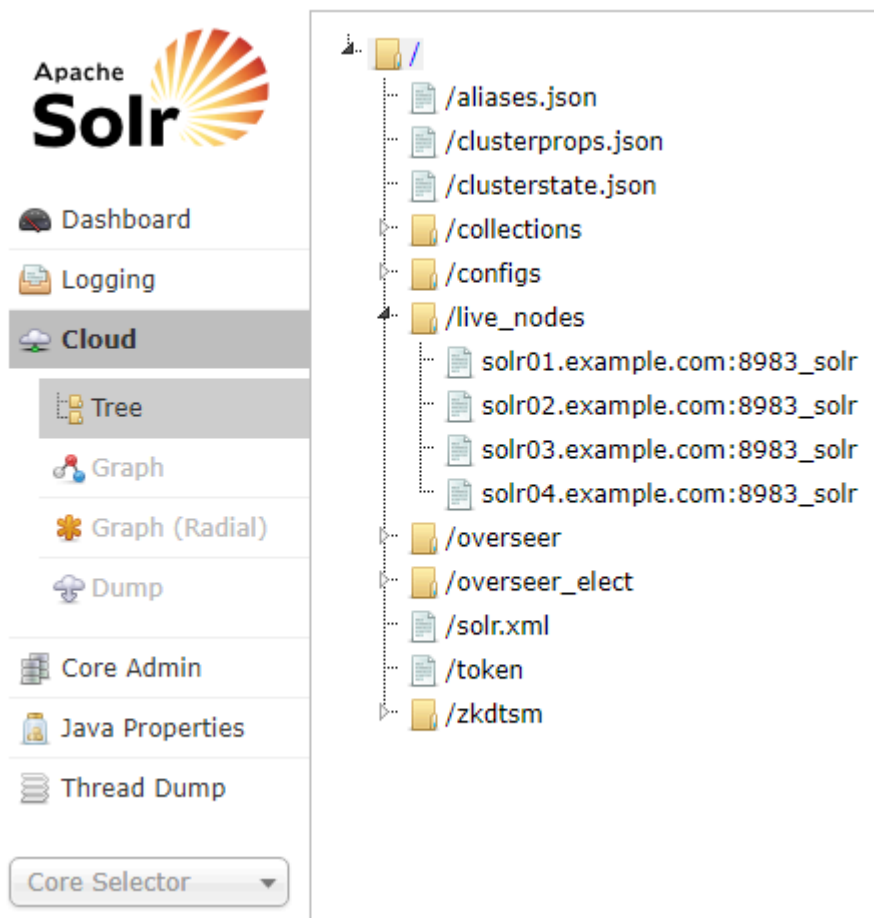 Apache
Solr
Dashboard
Logging
Cloud
Tree
Graph
Graph (Radial)
Dump
Core Admin
Java Properties
Thread Dump
Core Selector
/
/aliases.json
/clusterprops.json
/clusterstate.json
/collections
/configs
/live_nodes
solr01.example.com:8983_solr
solr02.example.com:8983_solr
solr03.example.com:8983_solr
solr04.example.com:8983_solr
/overseer
/overseer_elect
/solr.xml
/token
/zkdtsm